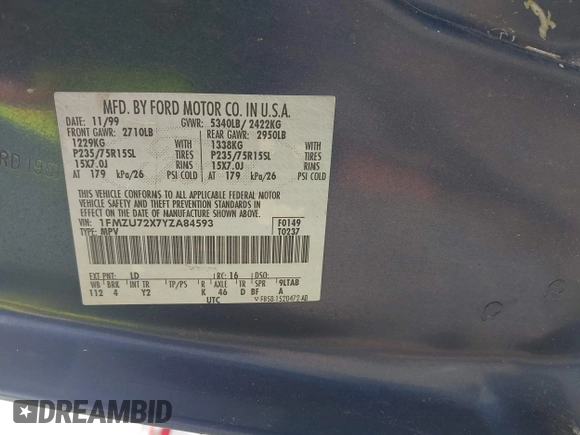 MFD. BY FORD MOTOR CO. IN U.S.A.
DATE: 11/99 GVWR: 5340LB/ 2422KG
FRONT GAWR: 2710LB REAR GAWR: 2950LB
1229KG 1338KG
P235/75R15SL TIRES P235/75R15SL TIRES
15X7.0J RIMS 15X7.0J RIMS
AT 179 kPa/26 PSI COLD AT 179 kPa/26 PSI COLD
THIS VEHICLE CONFORMS TO ALL APPLICABLE FEDERAL MOTOR
VEHICLE SAFETY AND THEFT PREVENTION STANDARDS IN EFFECT
ON THE DATE OF MANUFACTURE SHOWN ABOVE.
VIN: 1FMZU72X7YZA84593 F0149
TYPE: MPV T0237
EXT PNT: LD RC: 16 DSO:
WB BRK INT TR TP/PS R AXLE TR SPR 9LTAB
112 4 Y2 K 46 D BF A
UTC
DREAMBID